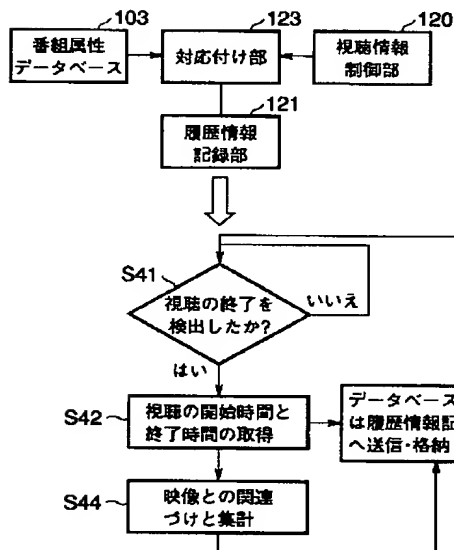 103
123
120
番組属性
データベース
対応付け部
視聴情報
制御部
121
履歴情報
記録部
S41
視聴の終了を
検出したか?
いいえ
はい
S42
視聴の開始時間と
終了時間の取得
データベース
は履歴情報記
へ送信・格納
S44
映像との関連
づけと集計